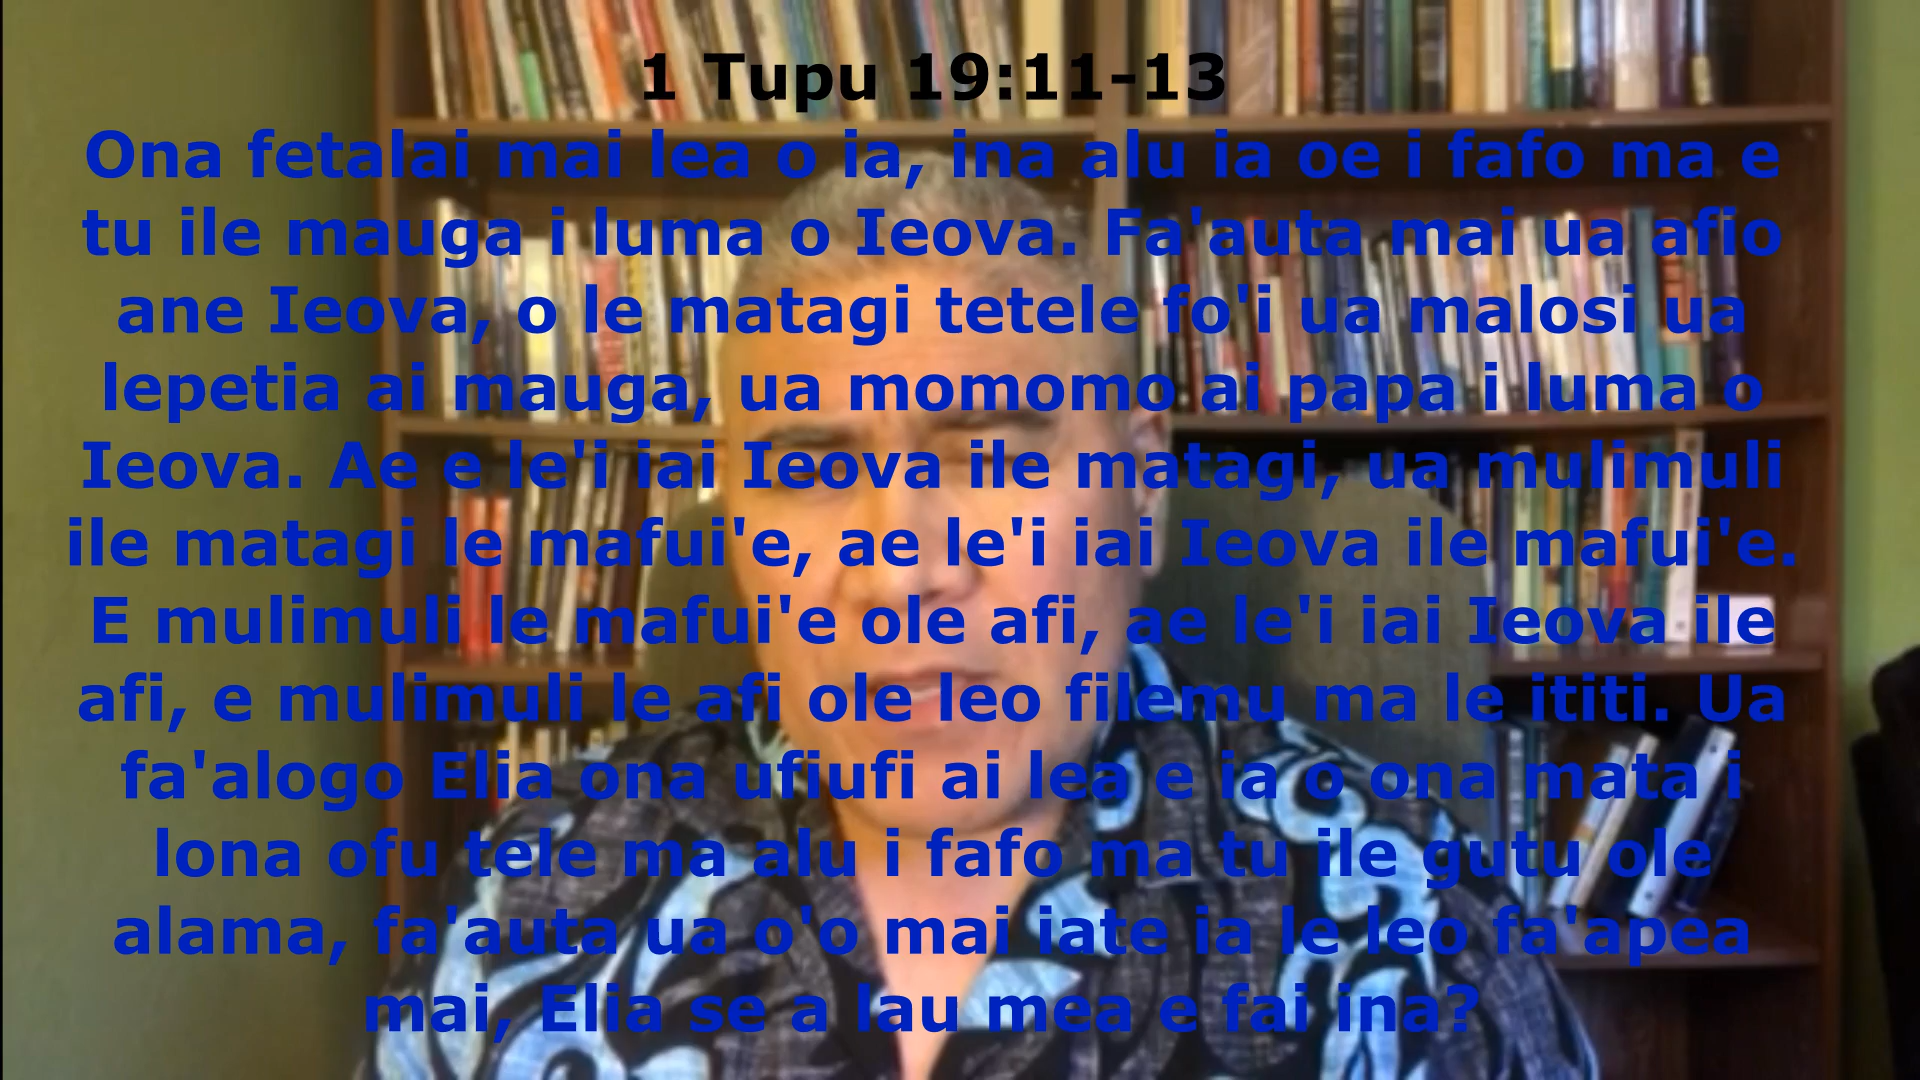 1 Tupu 19:11-13
Ona fetalai mai lea o ia, ina alu ia oe i fafo ma e
tu ile mauga i luma o Ieova. Fa'auta mai ua afio
ane Ieova, o le matagi tetele fo'i ua malosi ua
lepetia ai mauga, ua momomo ai papa i luma o
Ieova. Ae e le'i iai Ieova ile matagi, ua mulimuli
ile matagi le mafui'e, ae le'i iai Ieova ile mafui'e.
E mulimuli le mafui'e ole afi, ae le'i iai Ieova ile
afi, e mulimuli le afi ole leo filemu ma le ititi. Ua
fa'alogo Elia ona ufiufi ai lea e ia o ona mata i
lona ofu tele ma alu i fafo ma tu ile gutu ole
alama, fa'auta ua o'o mai iate ia le leo fa'apea
mai, Elia se a lau mea e fai ina?